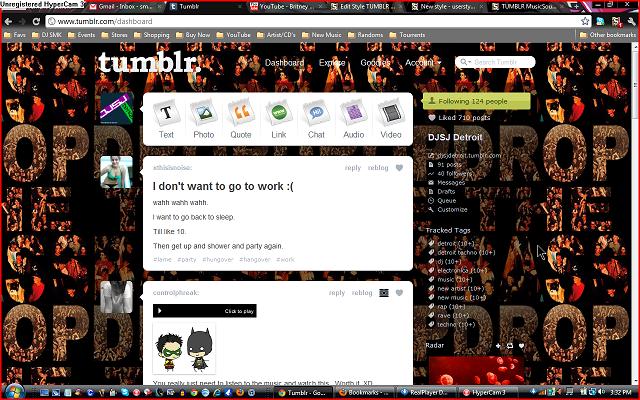 Unregistered HyperCam 3
Gmail - Inbox - sm
Tumblr
YouTube - Britney
Edit Style TUMBLR
New style - userstyl
TUMBLR MusicSou
www.tumblr.com/dashboard
Favs
DJ SMK
Events
Stores
Shopping
Buy Now
YouTube
Artist/CD's
New Music
Randoms
Torrents
Other bookmarks
tumblr.
Dashboard
Explore
Goodies
Account
Search Tumblr
Text
Photo
Quote
Link
Chat
Audio
Video
Following 124 people
Liked 710 posts
DJSJ Detroit
djsjdetroit.tumblr.com
posts
followers
Messages
Drafts
Queue
Customize
xthisisnoise:
reply
reblog
I don't want to go to work :(
wahh wahh wahh.
I want to go back to sleep.
Till like 10.
Then get up and shower and party again.
#lame #party #hungover #hangover #work
Tracked Tags
detroit (10+)
detroit techno (10+)
dj (10+)
electronica (10+)
music (10+)
new artist (10+)
new music (10+)
rap (10+)
rave (10+)
techno (10+)
controlphreak:
reply
reblog
Click to play
Radar
You really just need to listen to the music and watch this. Worth it. XD
Tumblr - Go...
Bookmarks -
RealPlayer D
HyperCam 3
3:32 PM
DROP